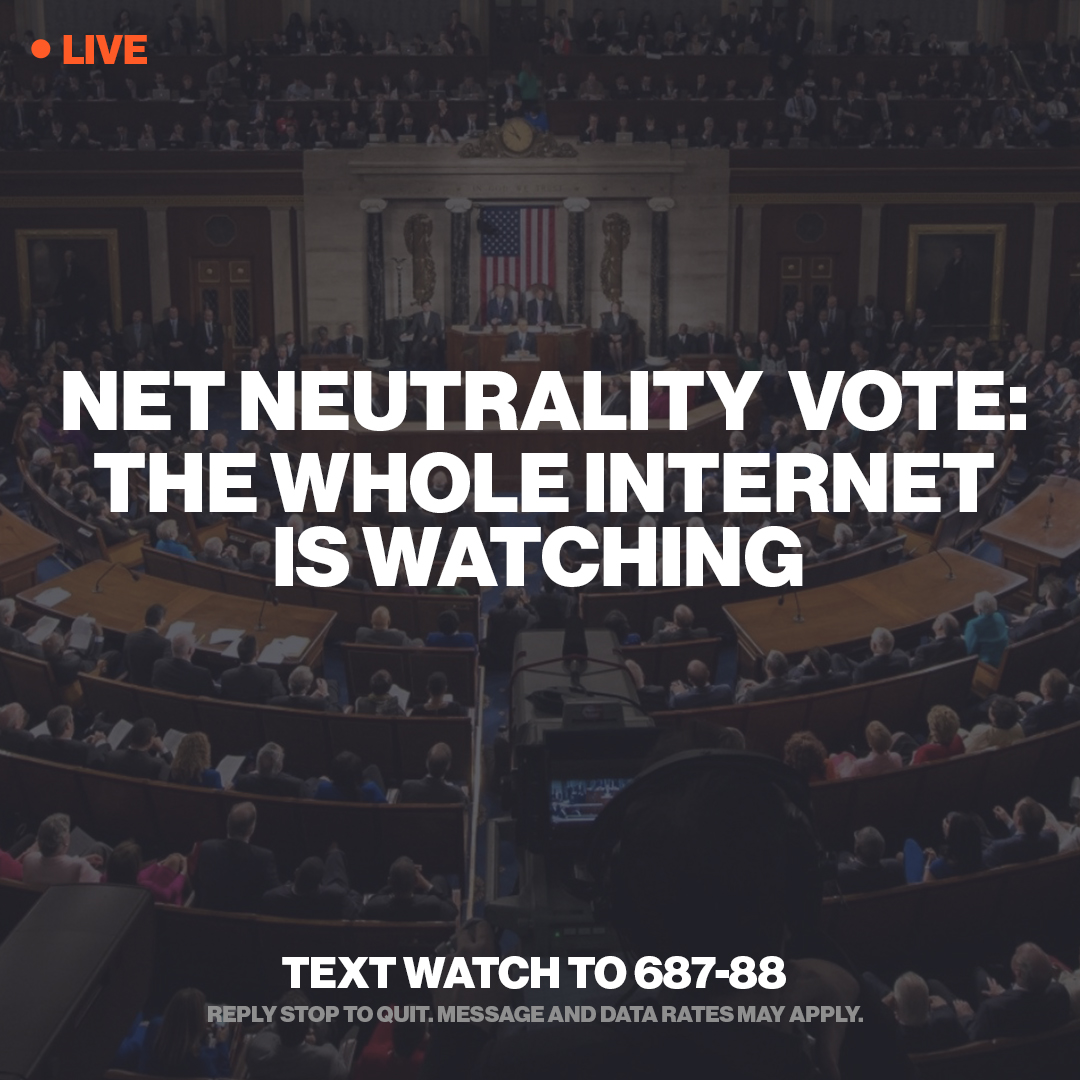 LIVE
NET NEUTRALITY VOTE:
THE WHOLE INTERNET
IS WATCHING
TEXT WATCH TO 687-88
REPLY STOP TO QUIT. MESSAGE AND DATA RATES MAY APPLY.